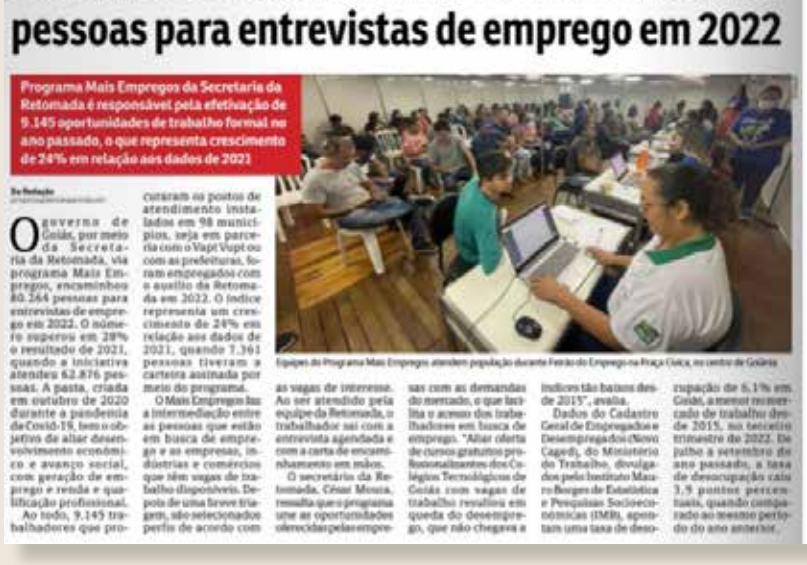 pessoas para entrevistas de emprego em 2022
Programa Mais Empregos da Secretaria da
Retomada é responsável pela efetivação de
9.145 oportunidades de trabalho formal no
ano passado, o que representa crescimento
de 24% em relação aos dados de 2021
Da Redação
O governo de
Goiás, por meio
da Secreta-
ria da Retomada, via
programa Mais Em-
pregos, encaminhou
80.264 pessoas para
entrevistas de empre-
go em 2022. O núme-
ro superou em 28%
o resultado de 2021,
quando a iniciativa
atendeu 62.876 pes-
soas. A pasta, criada
em outubro de 2020
durante a pandemia
da Covid-19, tem o ob-
jetivo de aliar desen-
volvimento econômi-
co e avanço social,
com geração de em-
prego e renda e qua-
lificação profissional.
Ao todo, 9.145 tra-
balhadores que pro-
curaram os postos de
atendimento insta-
lados em 98 municí-
pios, seja em parce-
ria com o Vapt Vupt ou
com as prefeituras, fo-
ram empregados com
o auxílio da Retoma-
da em 2022. O índice
representa um cres-
cimento de 24% em
relação aos dados de
2021, quando 7.361
pessoas tiveram a
carteira assinada por
meio do programa.
O Mais Empregos faz
a intermediação entre
as pessoas que estão
em busca de empre-
go e as empresas, in-
dústrias e comércios
que têm vagas de tra-
balho disponíveis. De-
pois de uma breve tria-
gem, são selecionados
perfis de acordo com
Equipes do Programa Mais Empregos atendem população durante Feirão do Emprego na Praça Cívica, no centro de Goiânia
as vagas de interesse.
Ao ser atendido pela
equipe da Retomada, o
trabalhador sai com a
entrevista agendada e
com a carta de encami-
nhamento em mãos.
O secretário da Re-
tomada, César Moura,
ressalta que o programa
une as oportunidades
oferecidas pelas empre-
sas com as demandas
do mercado, o que faci-
lita o acesso dos traba-
lhadores em busca de
emprego. "Aliar oferta
de cursos gratuitos pro-
fissionalizantes dos Co-
légios Tecnológicos de
Goiás com vagas de
trabalho resultou em
queda do desempre-
go, que não chegava a
índices tão baixos des-
de 2015", avalia.
Dados do Cadastro
Geral de Empregados e
Desempregados (Novo
Caged), do Ministério
do Trabalho, divulga-
dos pelo Instituto Mau-
ro Borges de Estatística
e Pesquisas Socioeco-
nômicas (IMB), apon-
tam uma taxa de deso-
cupação de 6,1% em
Goiás, a menor no mer-
cado de trabalho des-
de 2015, no terceiro
trimestre de 2022. De
julho a setembro do
ano passado, a taxa
de desocupação caiu
3,9 pontos percen-
tuais, quando compa-
rado ao mesmo perío-
do do ano anterior.